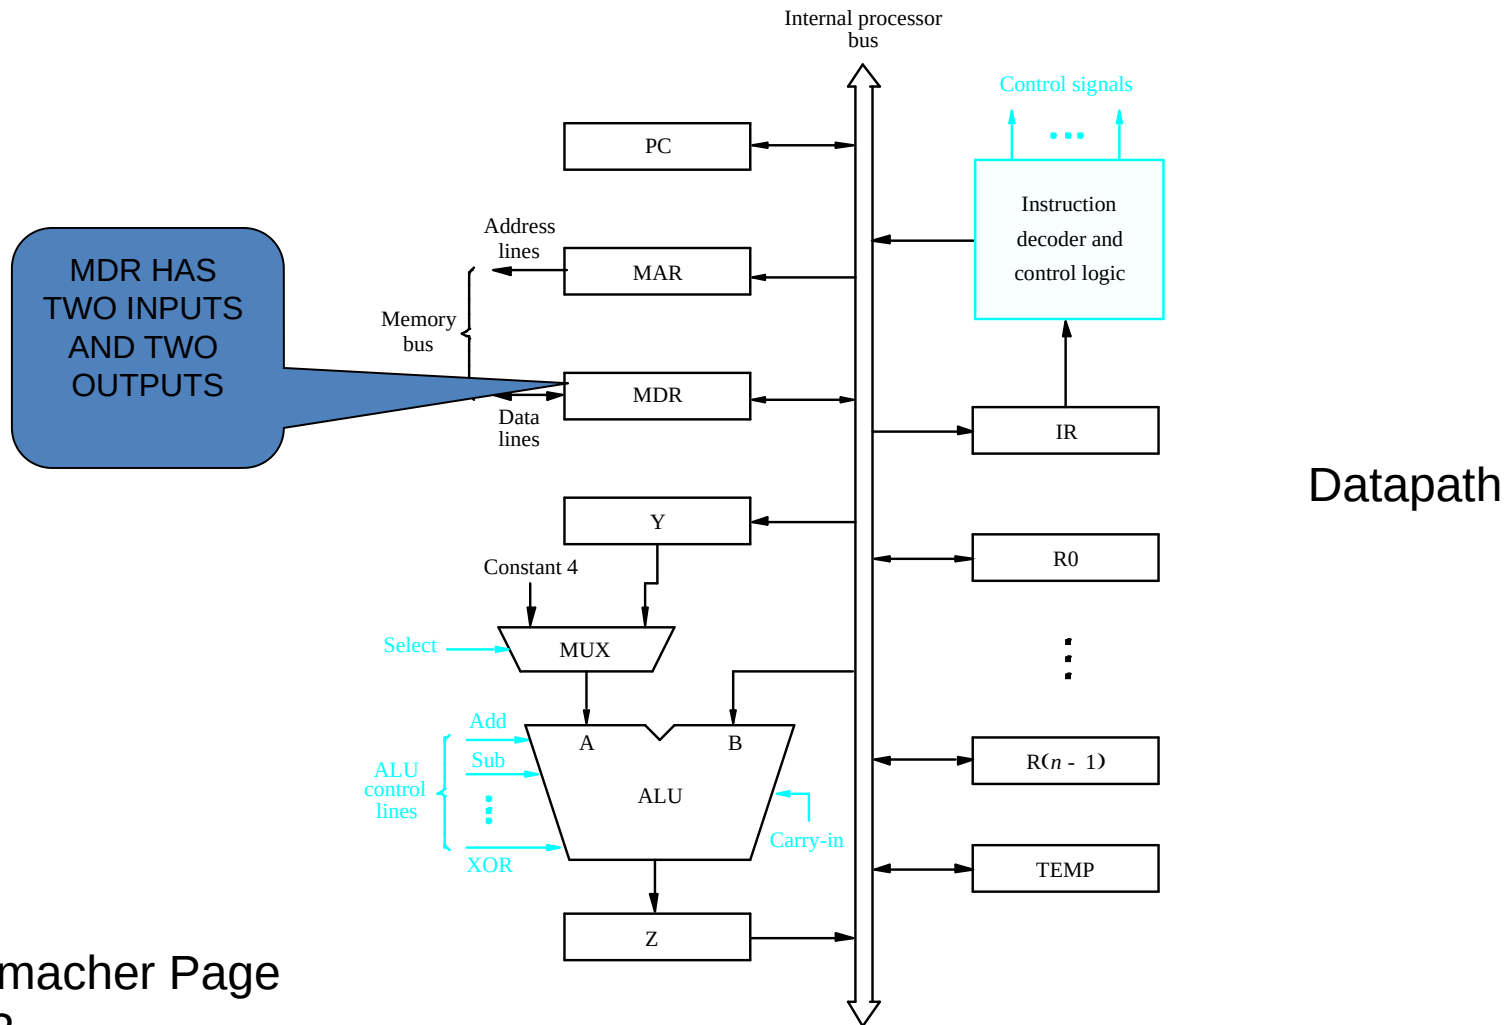 Internal processor
bus
Control signals
PC
Instruction
decoder and
control logic
Address
lines
MAR
MDR HAS
TWO INPUTS
AND TWO
OUTPUTS
Memory
bus
MDR
Data
lines
IR
Datapath
Y
R0
Constant 4
Select
MUX
Add
A
B
Sub
ALU
control
lines
ALU
R(n - 1)
Carry-in
XOR
TEMP
Z
macher Page